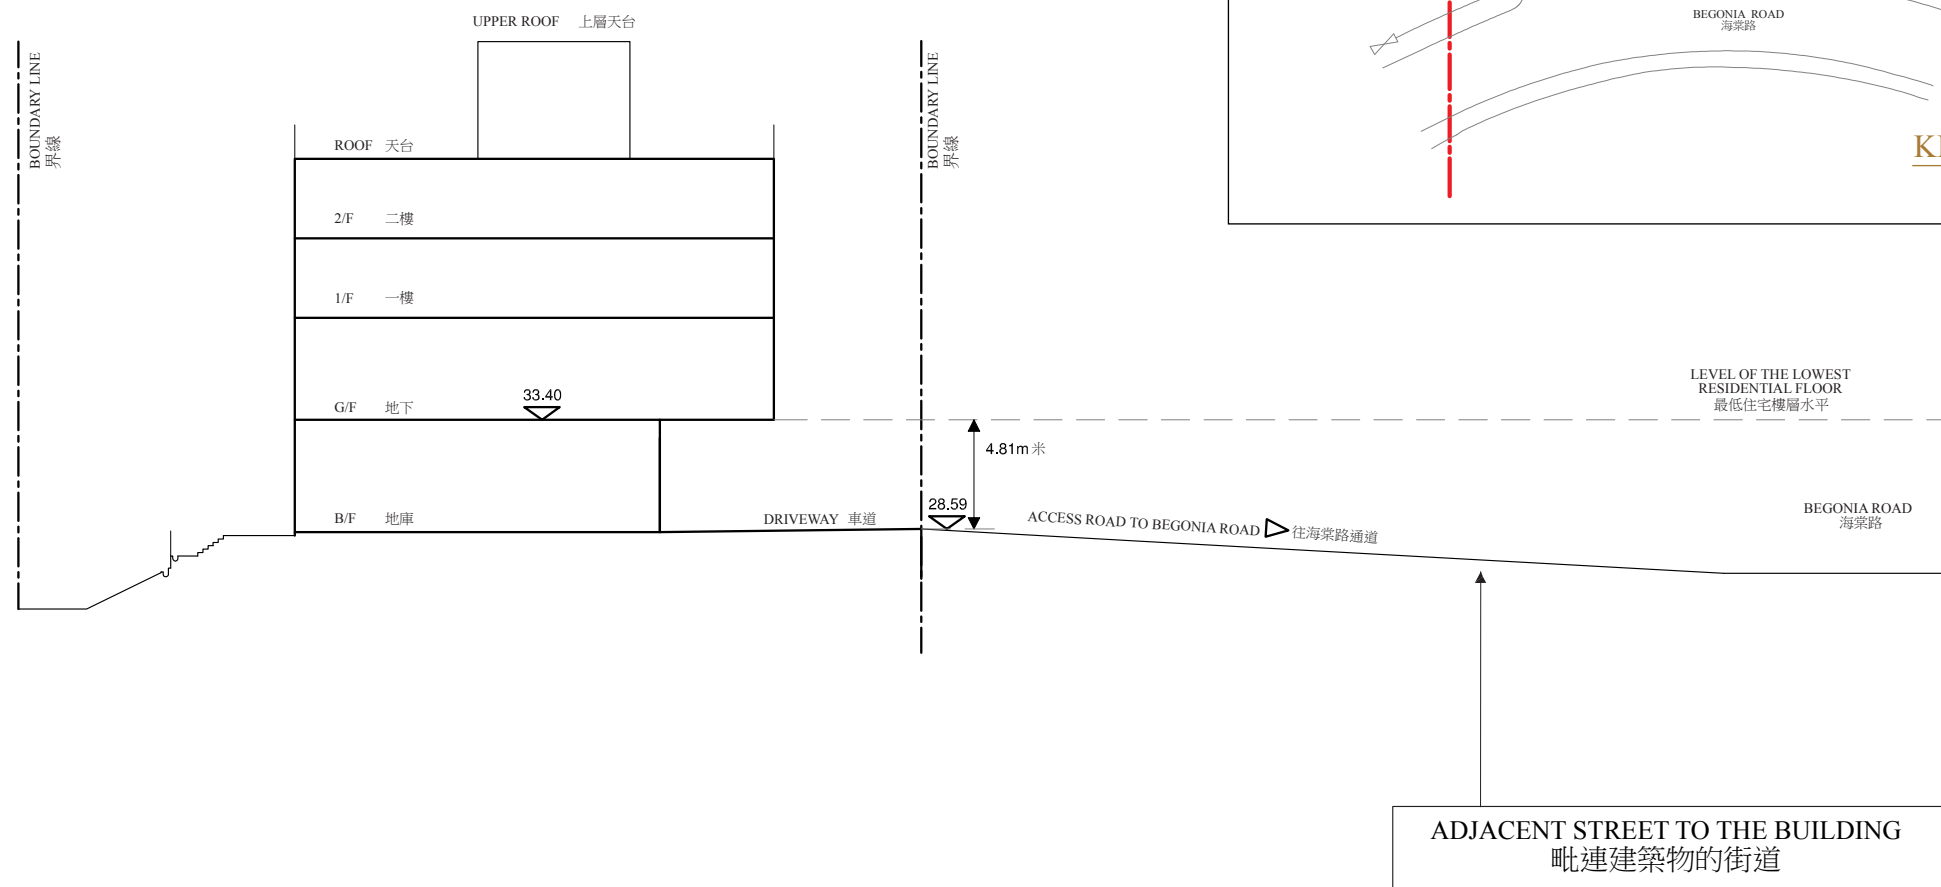 UPPER ROOF 上層天台
BOUNDARY LINE
界線
BOUNDARY LINE
界線
BEGONIA ROAD
海棠路
ROOF 天台
2/F 二樓
1/F 一樓
G/F 地下
33.40
LEVEL OF THE LOWEST
RESIDENTIAL FLOOR
最低住宅樓層水平
4.81m 米
B/F 地庫
DRIVEWAY 車道
28.59
ACCESS ROAD TO BEGONIA ROAD 往海棠路通道
BEGONIA ROAD
海棠路
ADJACENT STREET TO THE BUILDING
毗連建築物的街道